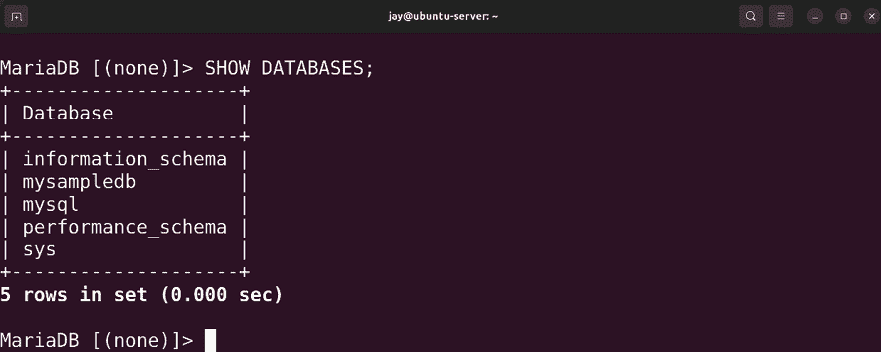 jay@ubuntu-server: ~
MariaDB [(none)]> SHOW DATABASES;
+--------------------+
| Database           |
+--------------------+
| information_schema |
| mysampledb         |
| mysql              |
| performance_schema |
| sys                |
+--------------------+
5 rows in set (0.000 sec)
MariaDB [(none)]>